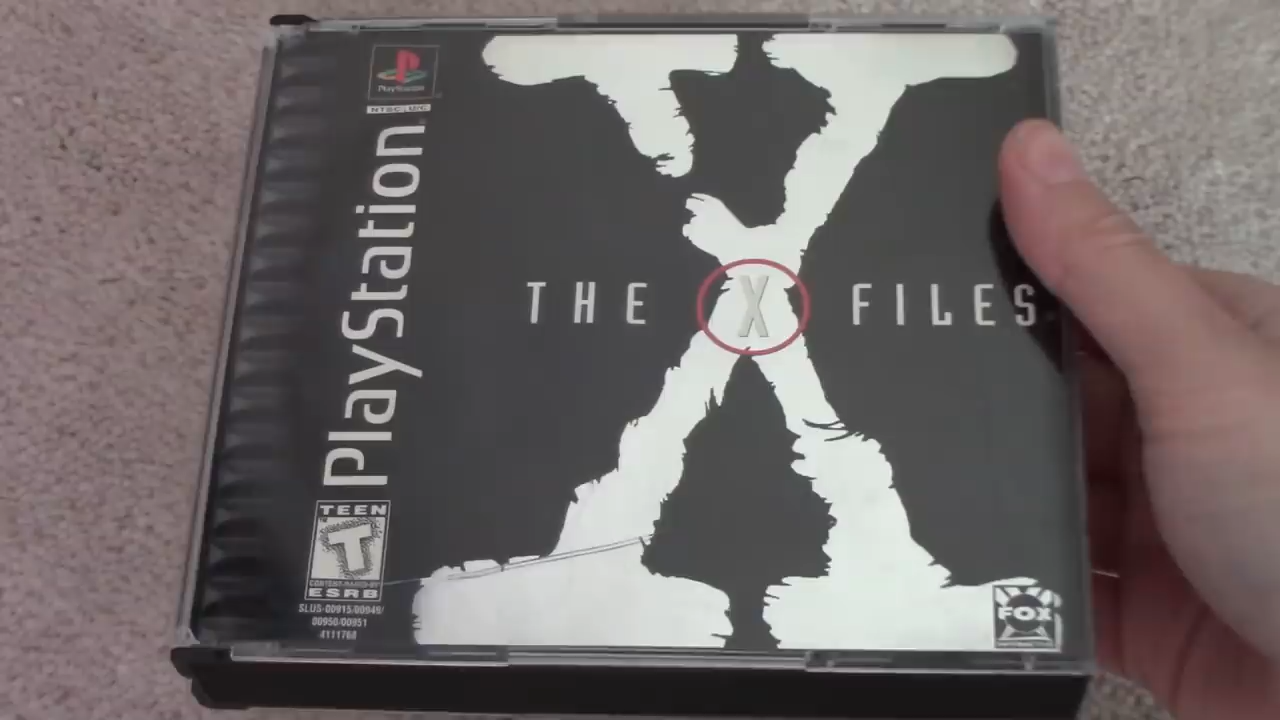 PlayStation
NTSC U/C
PlayStation
THE X FILES
TEEN
T
CONTENT RATED BY
ESRB
SLUS-00915/00949/
00950/00951
4111768
FOX